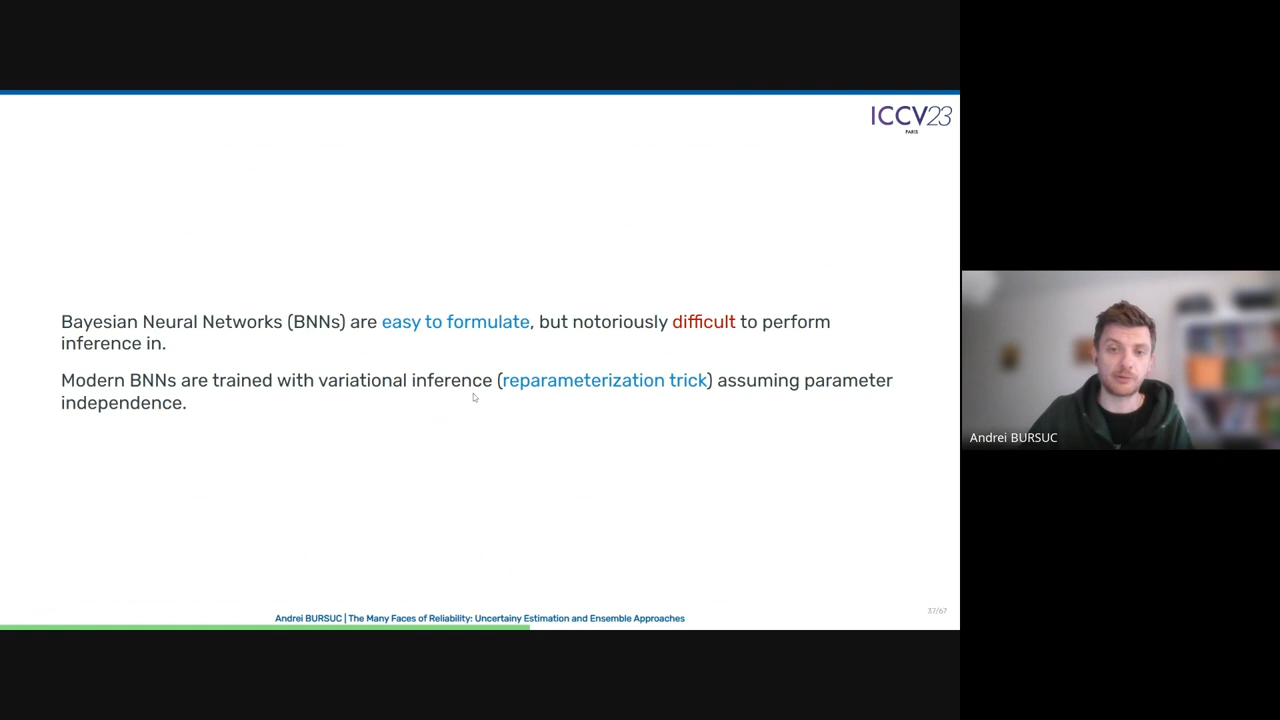 ICCV23
PARIS
Bayesian Neural Networks (BNNs) are easy to formulate, but notoriously difficult to perform
inference in.
Modern BNNs are trained with variational inference (reparameterization trick) assuming parameter
independence.
Andrei BURSUC
Andrei BURSUC | The Many Faces of Reliability: Uncertainy Estimation and Ensemble Approaches
37/67